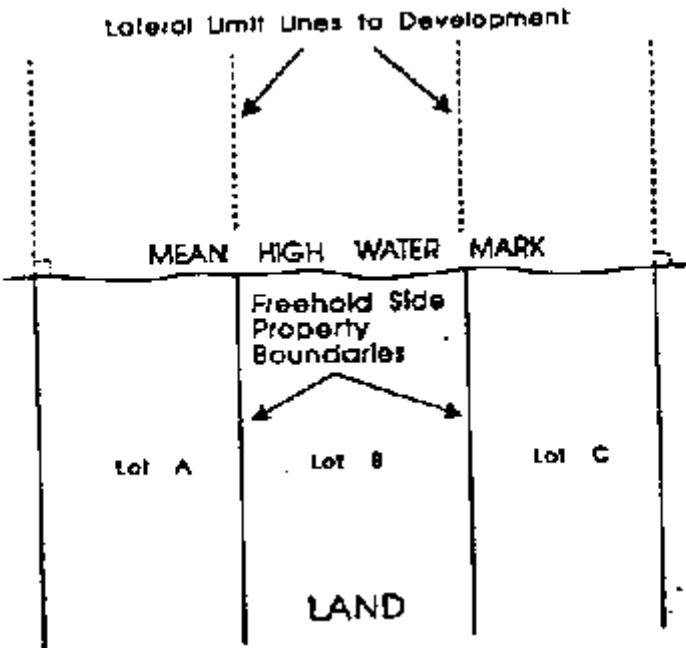 Lateral Limit Lines to Development
MEAN HIGH WATER MARK
Freehold Side
Property
Boundaries
Lot A Lot B Lot C
LAND